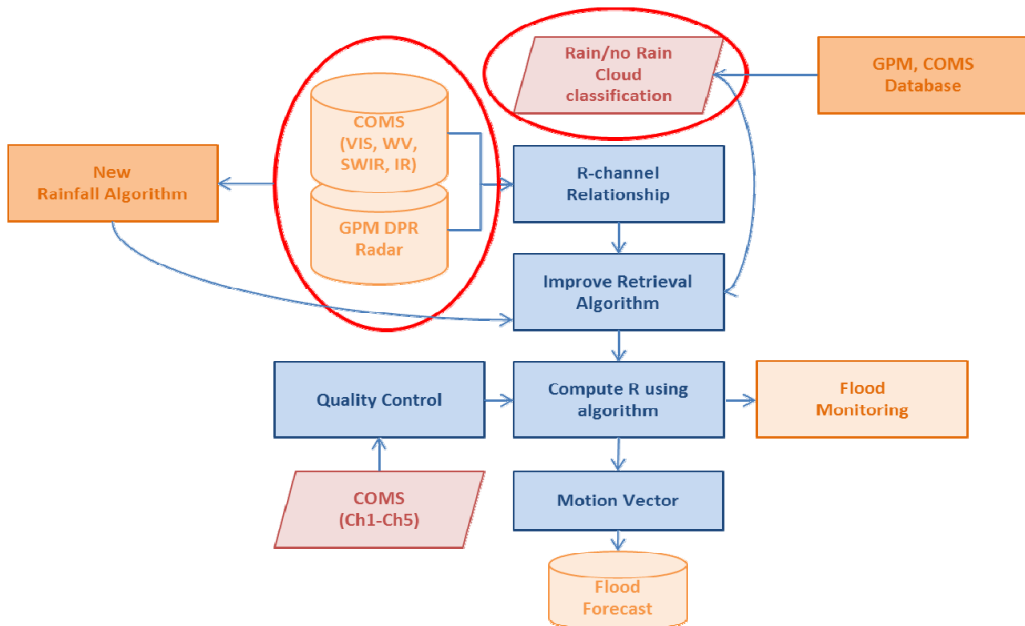 Rain/no Rain
Cloud
classification
GPM, COMS
Database
COMS
(VIS, WV,
SWIR, IR)
New
Rainfall Algorithm
R-channel
Relationship
GPM DPR
Radar
Improve Retrieval
Algorithm
Quality Control
Compute R using
algorithm
Flood
Monitoring
COMS
(Ch1-Ch5)
Motion Vector
Flood
Forecast